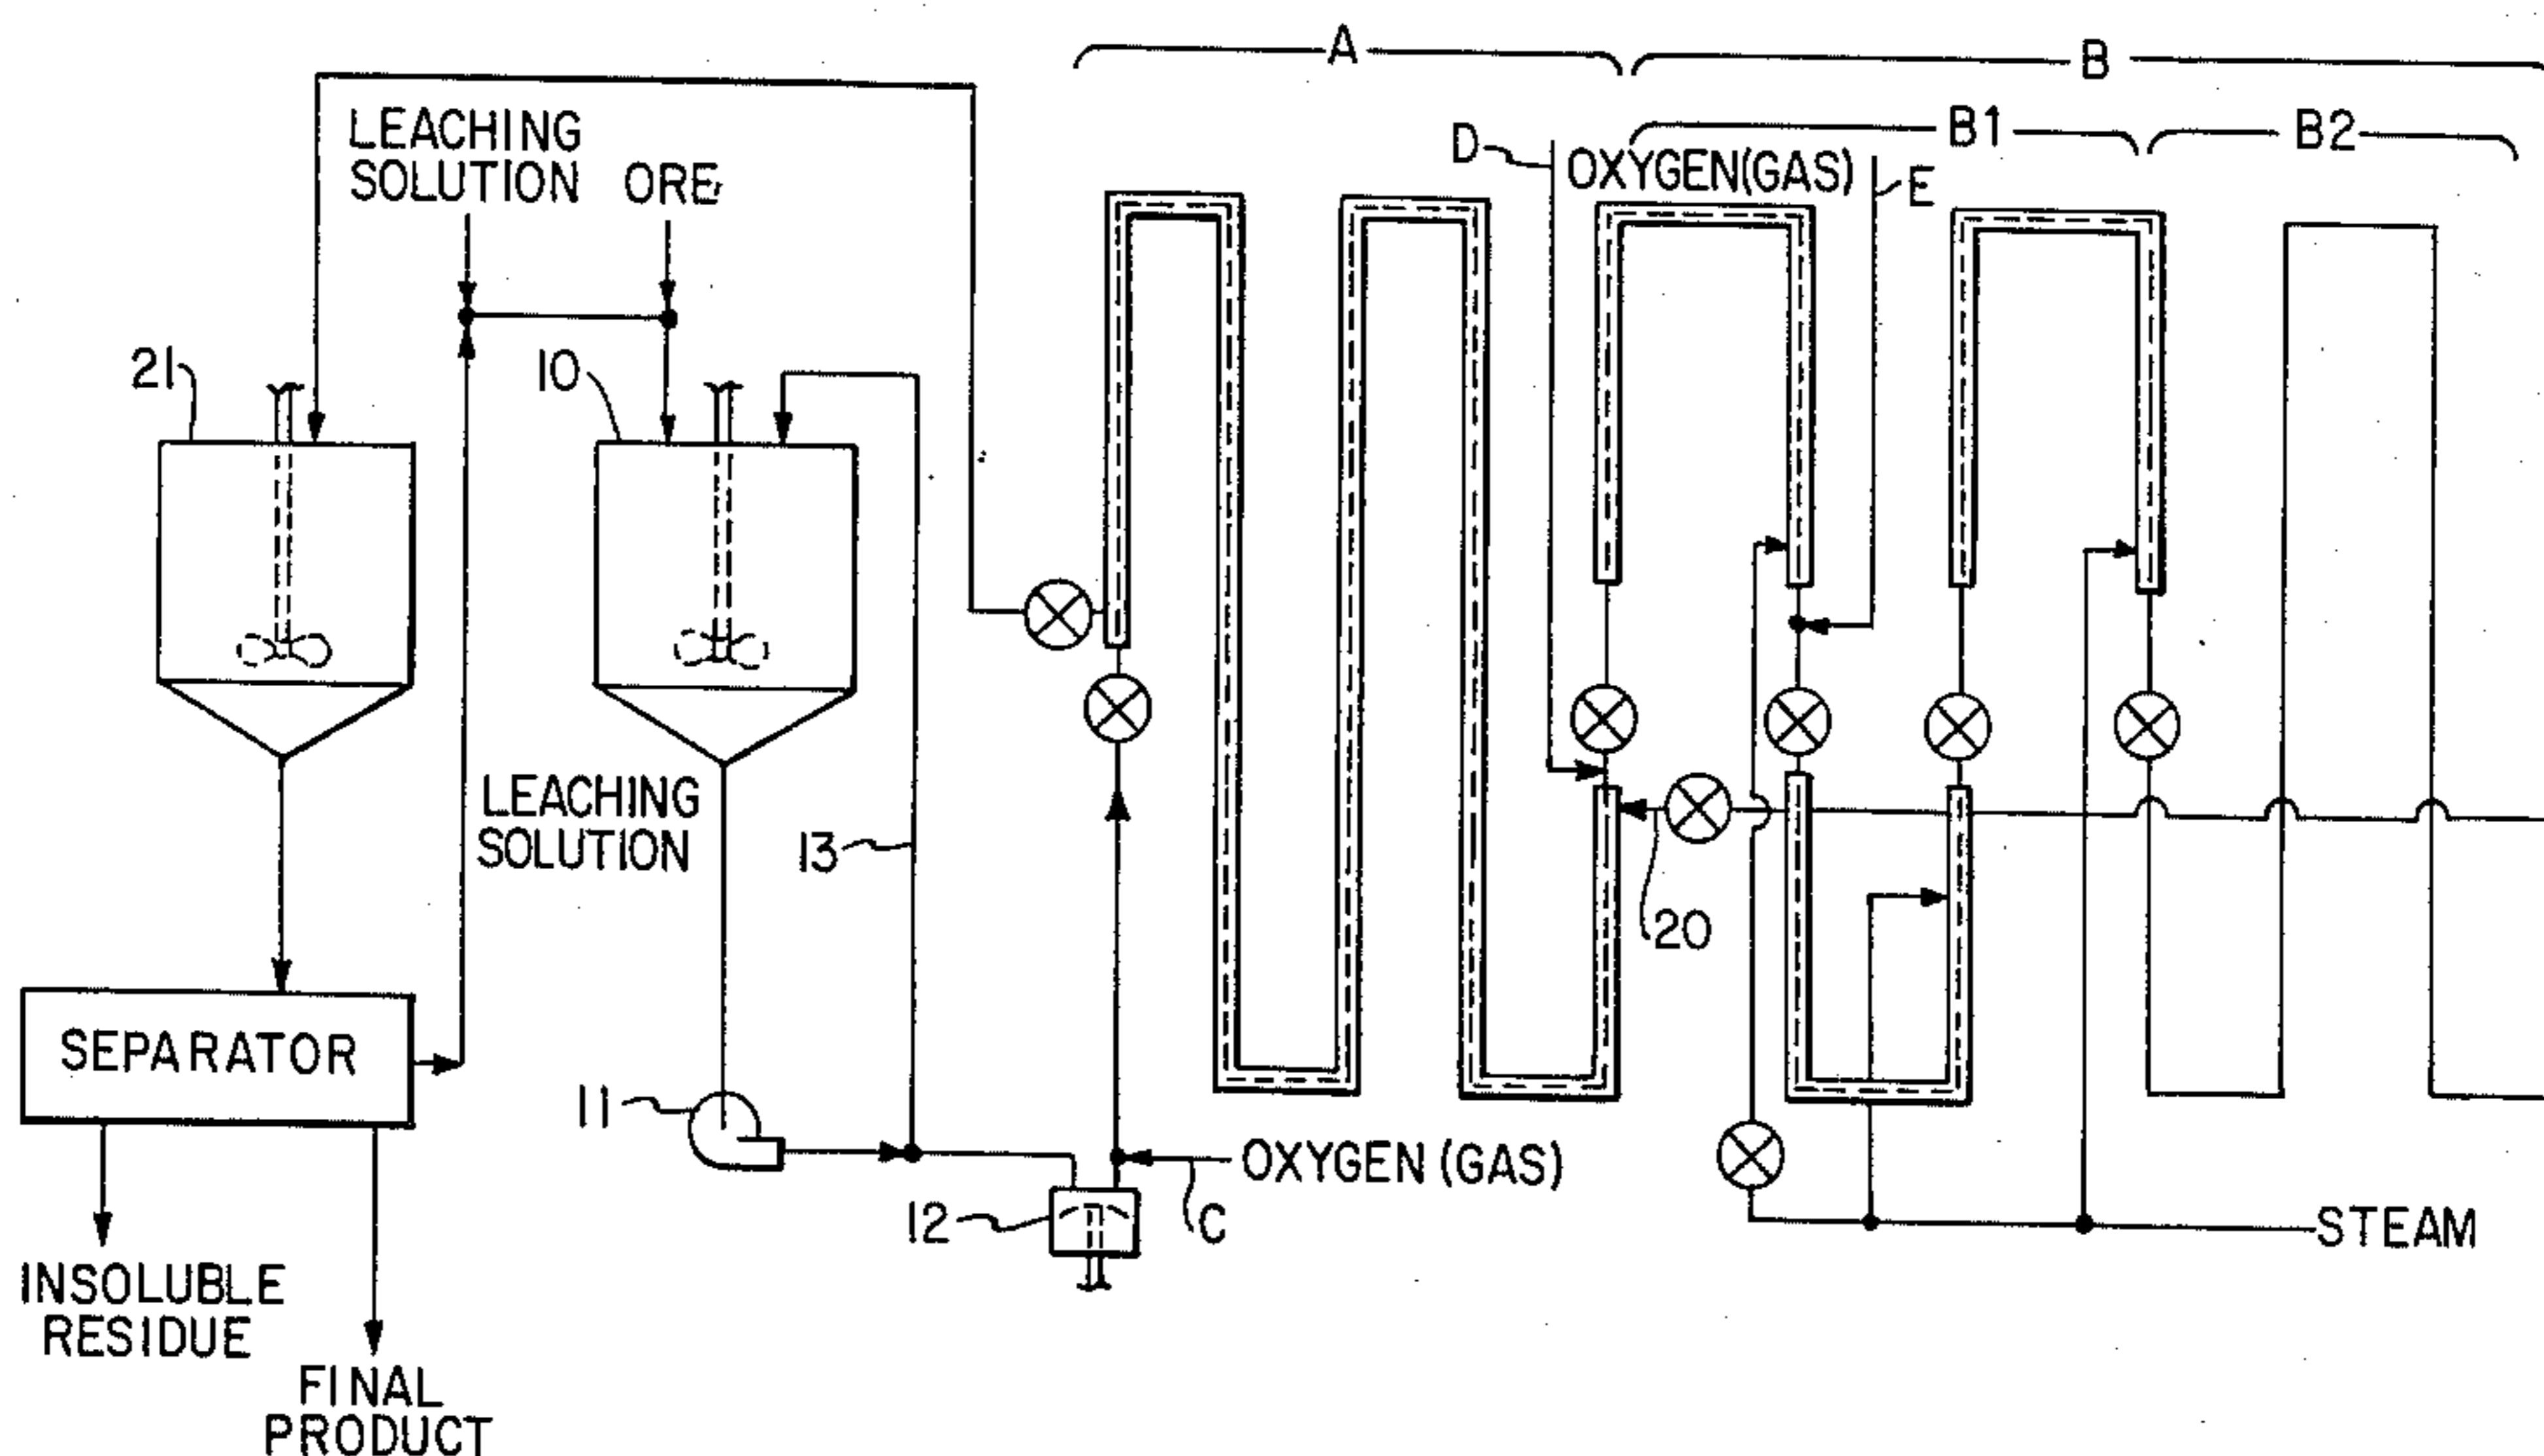 A
B
B1
B2
LEACHING
SOLUTION
ORE
D
OXYGEN(GAS)
E
21
10
LEACHING
SOLUTION
13
20
SEPARATOR
11
12
OXYGEN (GAS)
C
STEAM
INSOLUBLE
RESIDUE
FINAL
PRODUCT